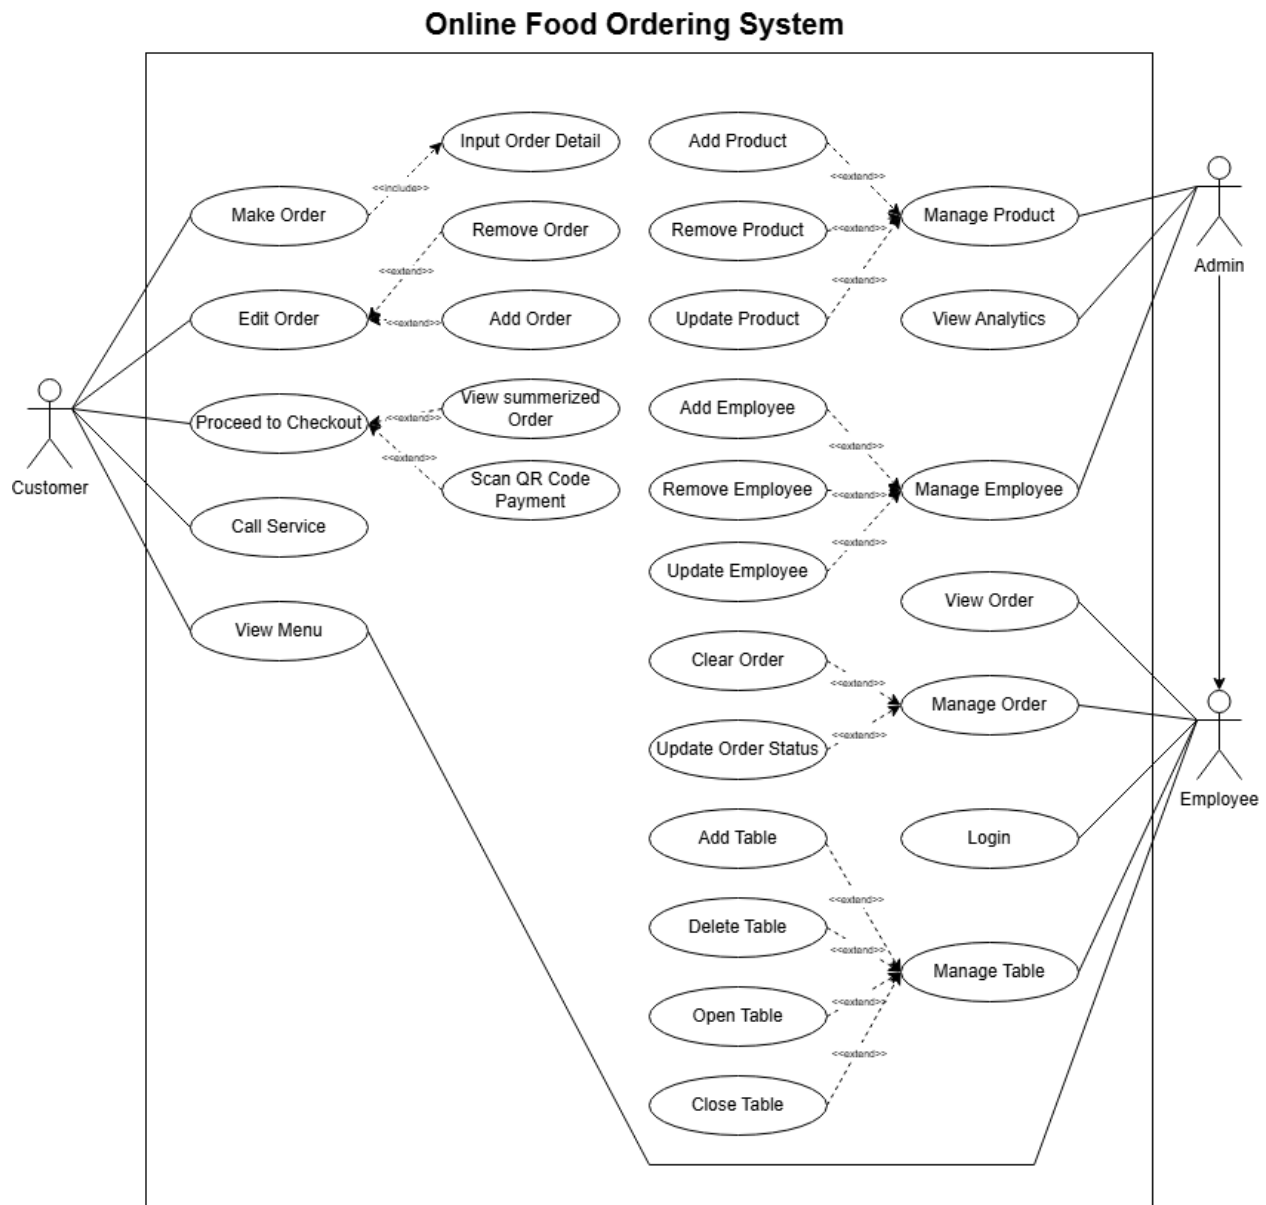 Online Food Ordering System
Input Order Detail
Add Product
<<include>>
<<extend>>
Make Order
Remove Order
Remove Product
<<extend>>
Manage Product
Admin
<<extend>>
<<extend>>
Edit Order
<<extend>>
Add Order
Update Product
View Analytics
View summerized
Order
Add Employee
Proceed to Checkout
<<extend>>
<<extend>>
<<extend>>
Customer
Scan QR Code
Payment
Remove Employee
<<extend>>
Manage Employee
Call Service
<<extend>>
Update Employee
View Order
View Menu
Clear Order
<<extend>>
Manage Order
Update Order Status
<<extend>>
Employee
Add Table
Login
<<extend>>
Delete Table
<<extend>>
Manage Table
Open Table
<<extend>>
<<extend>>
Close Table